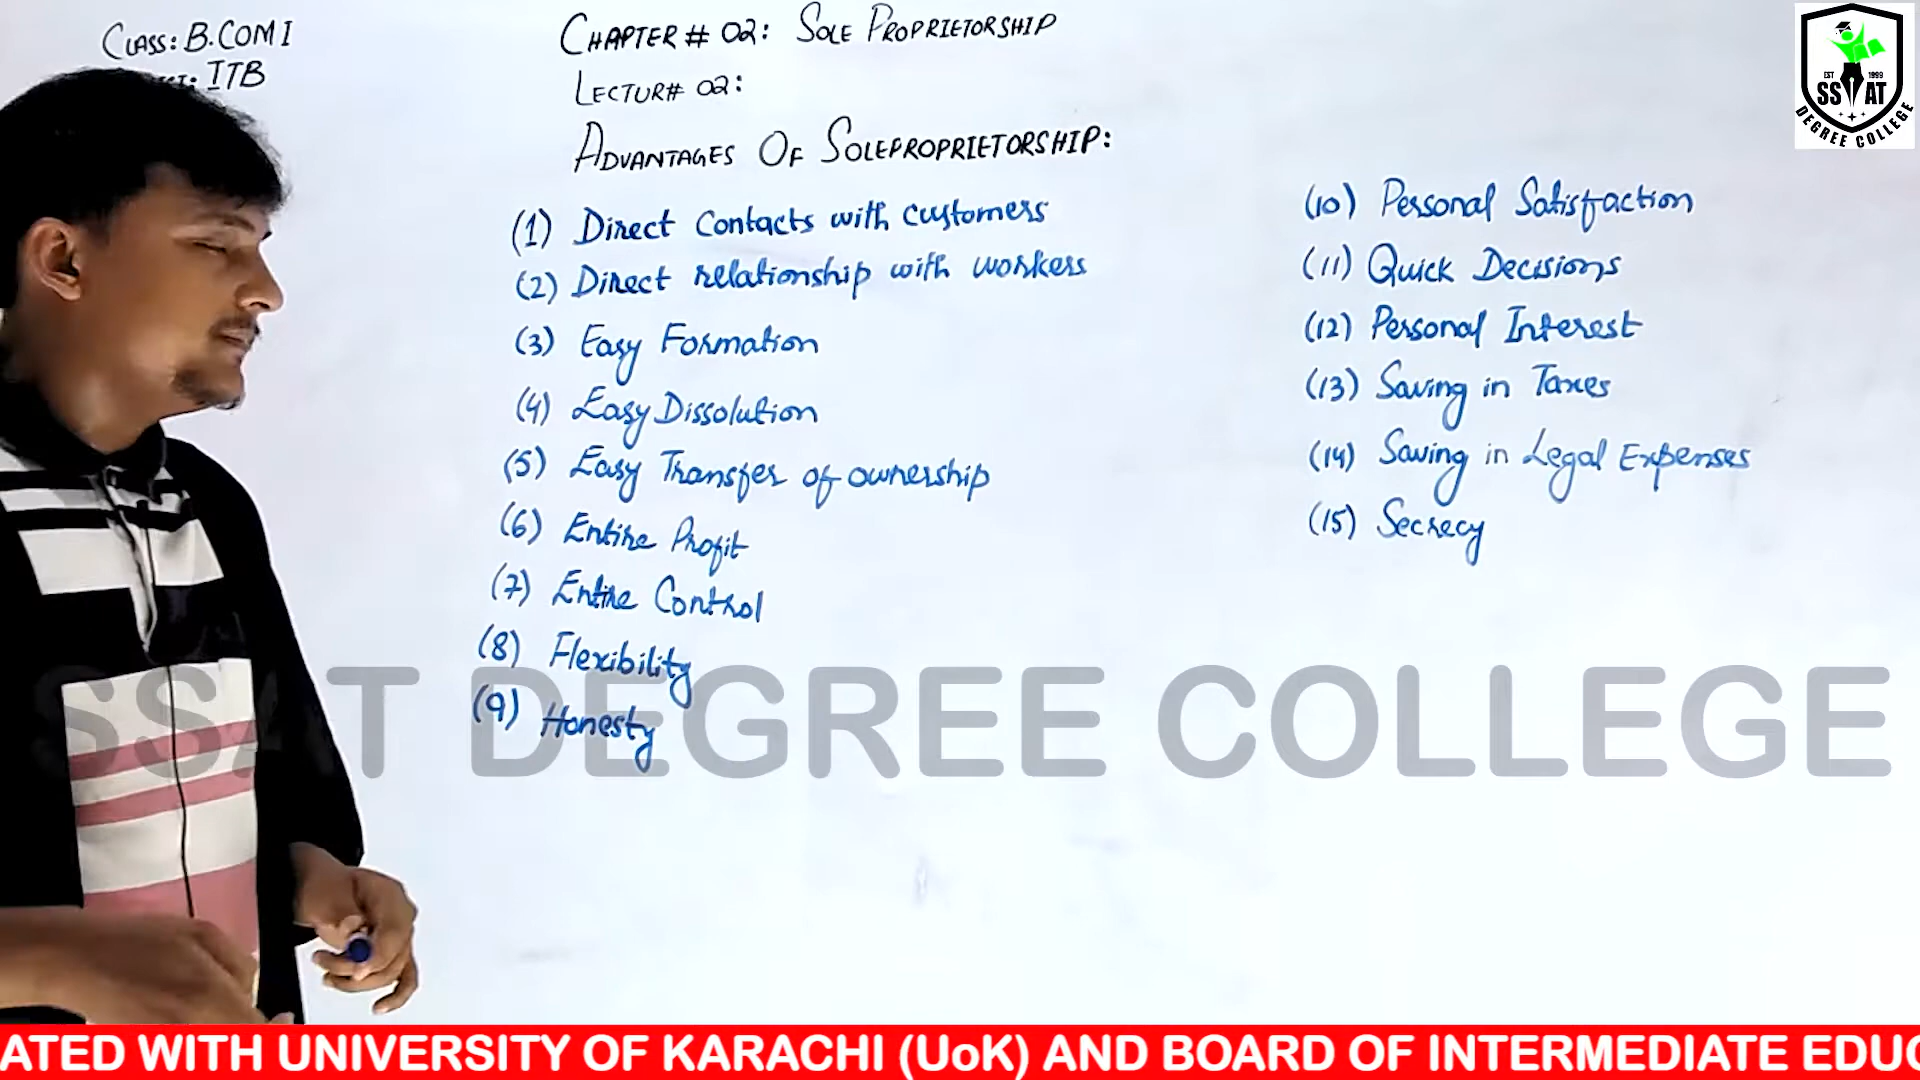 CLASS: B.COM I
ITB
CHAPTER # 02: SOLE PROPRIETORSHIP
LECTUR# 02:
ADVANTAGES OF SOLEPROPRIETORSHIP:
(1) Direct Contacts with customers
(2) Direct relationship with workers
(3) Easy Formation
(4) Easy Dissolution
(5) Easy Transfer of ownership
(6) Entire Profit
(7) Entire Control
(8) Flexibility
(9) Honesty
(10) Personal Satisfaction
(11) Quick Decisions
(12) Personal Interest
(13) Saving in Taxes
(14) Saving in Legal Expenses
(15) Secrecy
EST 1999
SSAT
DEGREE COLLEGE
SSAT DEGREE COLLEGE
ATED WITH UNIVERSITY OF KARACHI (UoK) AND BOARD OF INTERMEDIATE EDUC